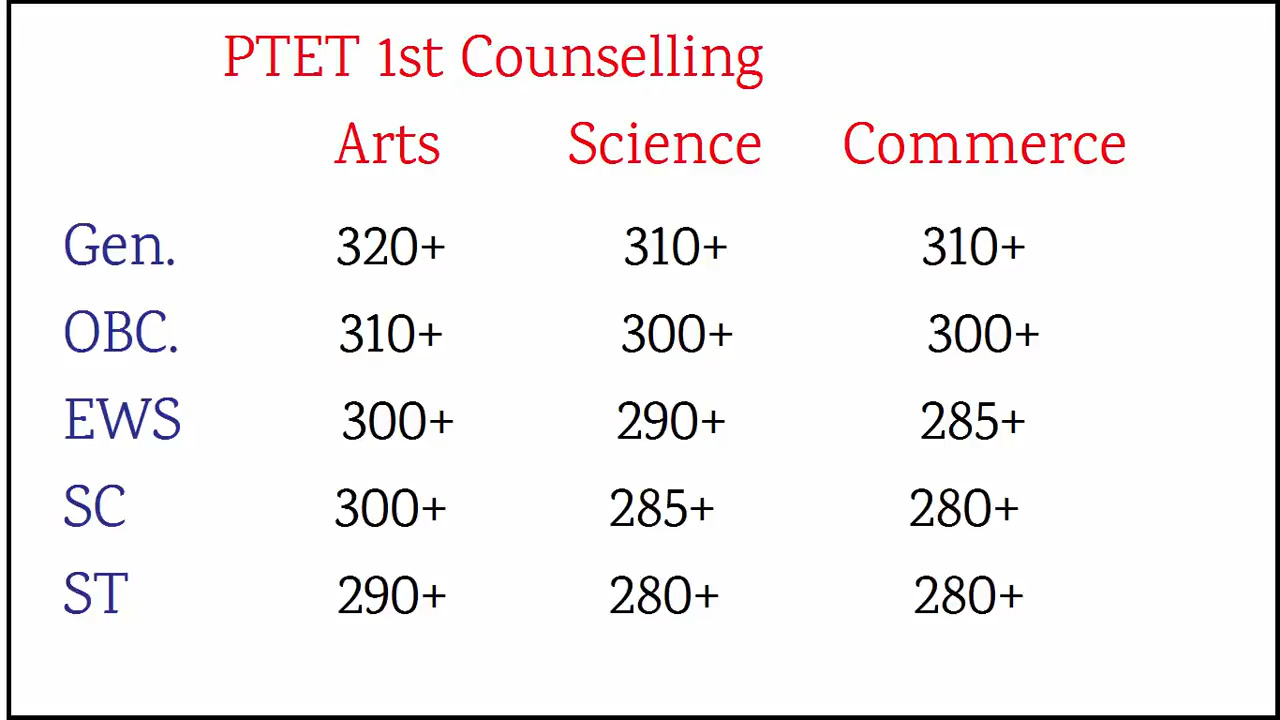 PTET 1st Counselling
Arts Science Commerce
Gen. 320+ 310+ 310+
OBC. 310+ 300+ 300+
EWS 300+ 290+ 285+
SC 300+ 285+ 280+
ST 290+ 280+ 280+